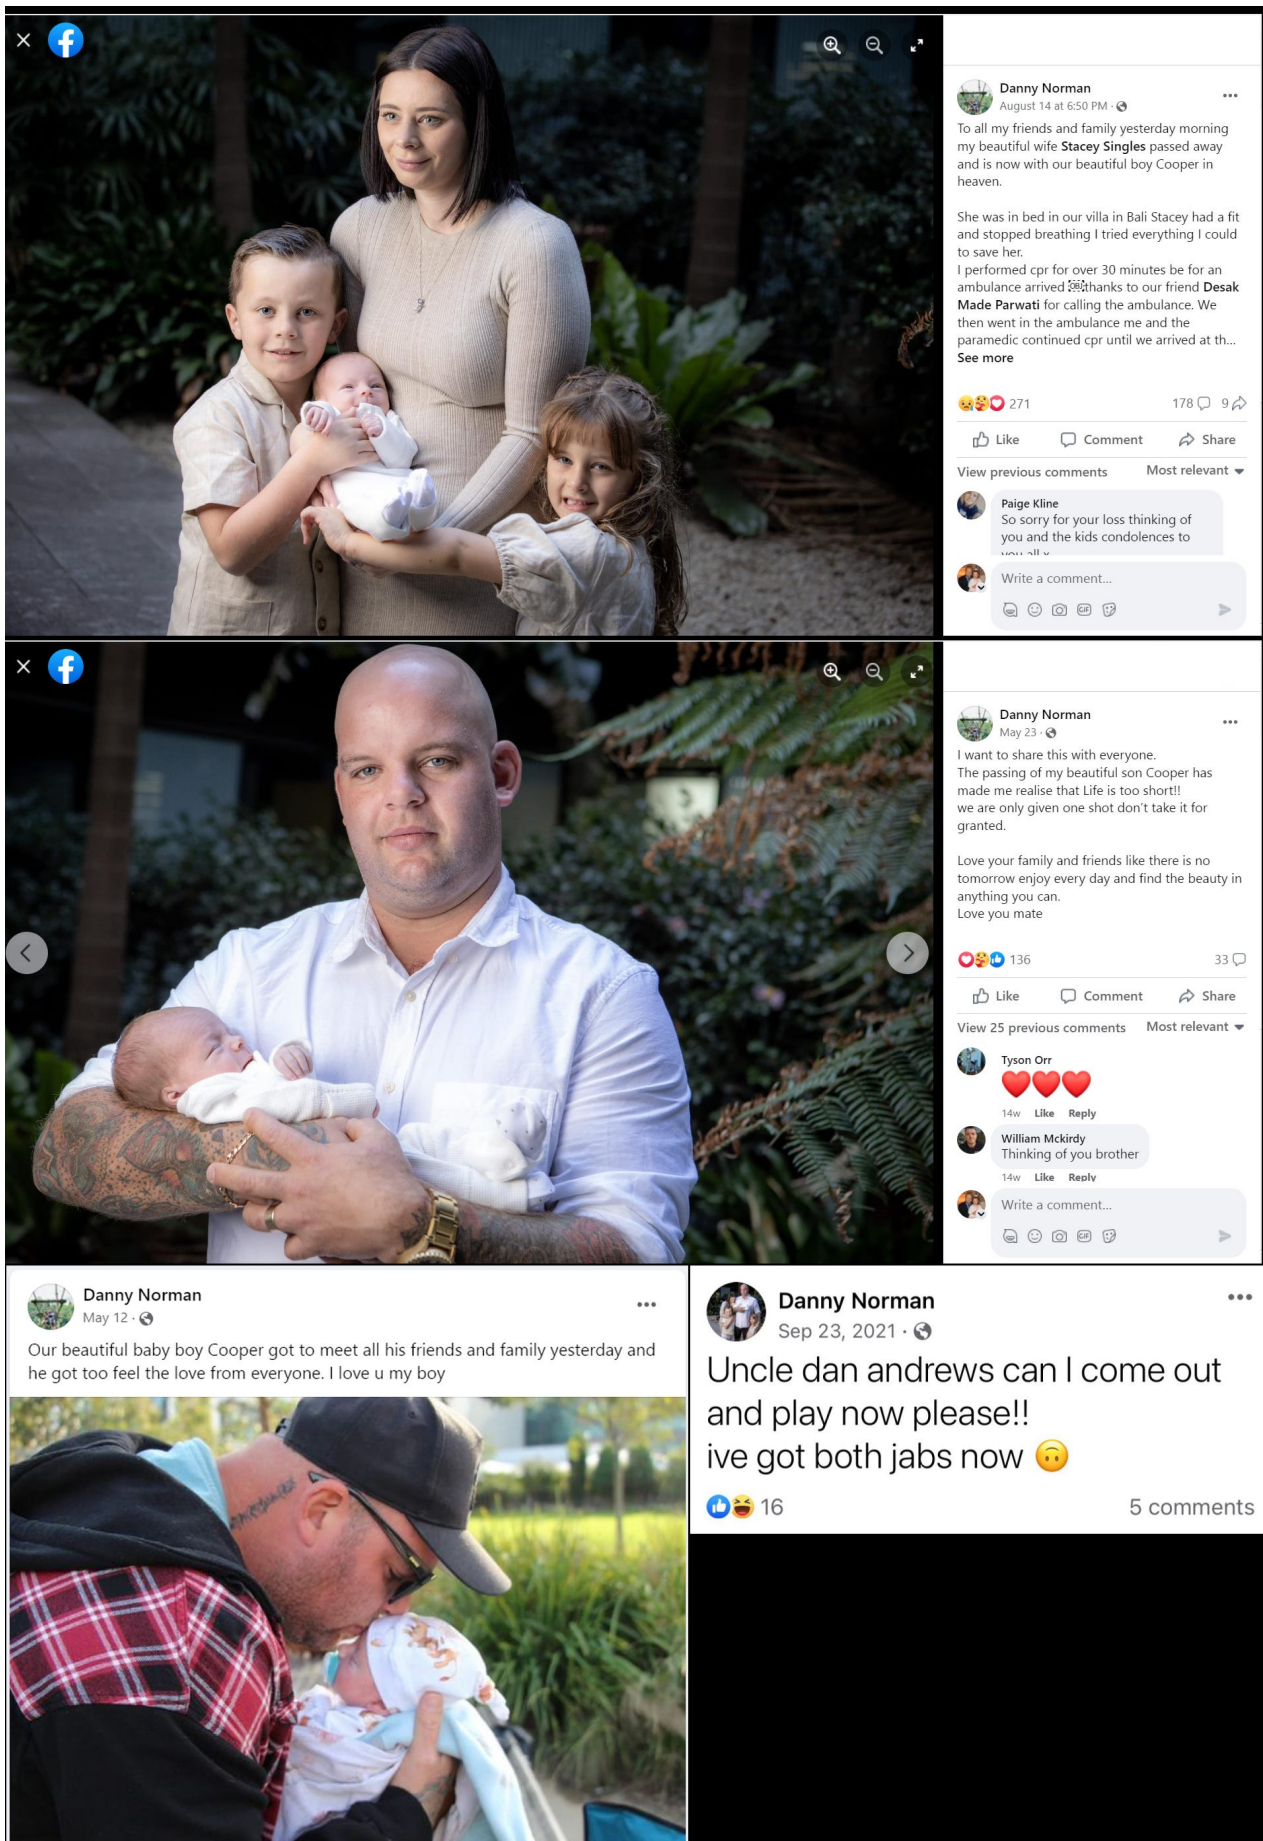 Danny Norman
August 14 at 6:50 PM ·
To all my friends and family yesterday morning
my beautiful wife Stacey Singles passed away
and is now with our beautiful boy Cooper in
heaven.
She was in bed in our villa in Bali Stacey had a fit
and stopped breathing I tried everything I could
to save her.
I performed cpr for over 30 minutes be for an
ambulance arrived thanks to our friend Desak
Made Parwati for calling the ambulance. We
then went in the ambulance me and the
paramedic continued cpr until we arrived at th...
See more
271 178 9
Like Comment Share
View previous comments Most relevant
Paige Kline
So sorry for your loss thinking of
you and the kids condolences to
you all x
Write a comment...
GIF
Danny Norman
May 23 ·
I want to share this with everyone.
The passing of my beautiful son Cooper has
made me realise that Life is too short!!
we are only given one shot don't take it for
granted.
Love your family and friends like there is no
tomorrow enjoy every day and find the beauty in
anything you can.
Love you mate
136 33
Like Comment Share
View 25 previous comments Most relevant
Tyson Orr
❤️❤️❤️
14w Like Reply
William Mckirdy
Thinking of you brother
14w Like Reply
Write a comment...
GIF
Danny Norman
May 12 ·
Our beautiful baby boy Cooper got to meet all his friends and family yesterday and
he got too feel the love from everyone. I love u my boy
Danny Norman
Sep 23, 2021 ·
Uncle dan andrews can I come out
and play now please!!
ive got both jabs now 🙃
16 5 comments